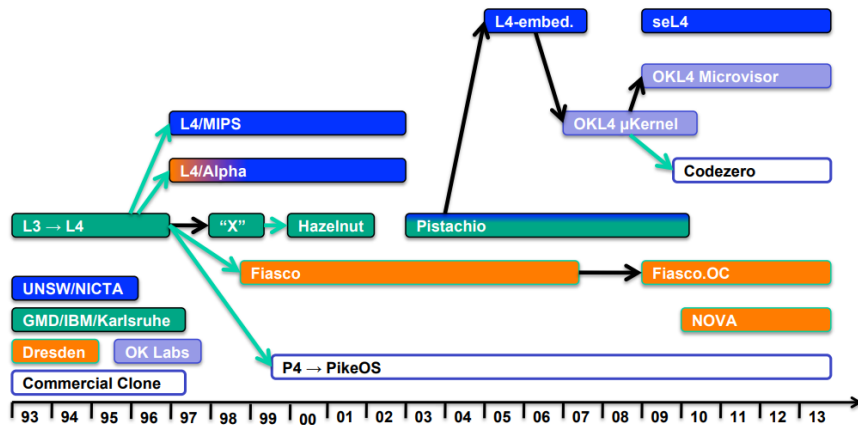 L4-embed.
seL4
OKL4 Microvisor
L4/MIPS
OKL4 µKernel
L4/Alpha
Codezero
L3 → L4
“X”
Hazelnut
Pistachio
Fiasco
Fiasco.OC
UNSW/NICTA
GMD/IBM/Karlsruhe
NOVA
Dresden
OK Labs
P4 → PikeOS
Commercial Clone
93 94 95 96 97 98 99 00 01 02 03 04 05 06 07 08 09 10 11 12 13